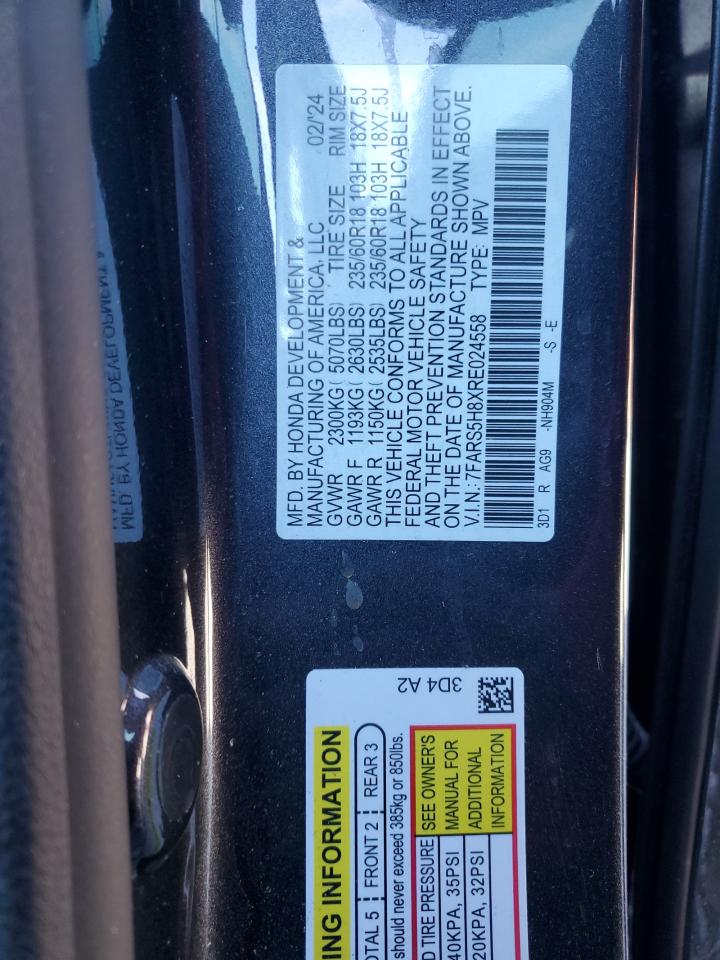 MFD. BY HONDA DEVELOPMENT &
MANUFACTURING OF AMERICA, LLC 02/'24
GVWR 2300KG( 5070LBS) TIRE SIZE RIM SIZE
GAWR F 1193KG( 2630LBS) 235/60R18 103H 18X7.5J
GAWR R 1150KG( 2535LBS) 235/60R18 103H 18X7.5J
THIS VEHICLE CONFORMS TO ALL APPLICABLE
FEDERAL MOTOR VEHICLE SAFETY
AND THEFT PREVENTION STANDARDS IN EFFECT
ON THE DATE OF MANUFACTURE SHOWN ABOVE.
V.I.N.: 7FARS5H8XRE024558 TYPE: MPV
3D1 R AG9 -NH904M -S -E
3D4 A2
ING INFORMATION
OTAL 5 FRONT 2 REAR 3
should never exceed 385kg or 850lbs.
D TIRE PRESSURE SEE OWNER'S
40KPA, 35PSI MANUAL FOR
20KPA, 32PSI ADDITIONAL
INFORMATION
MFD. BY HONDA DEVELOPMENT &